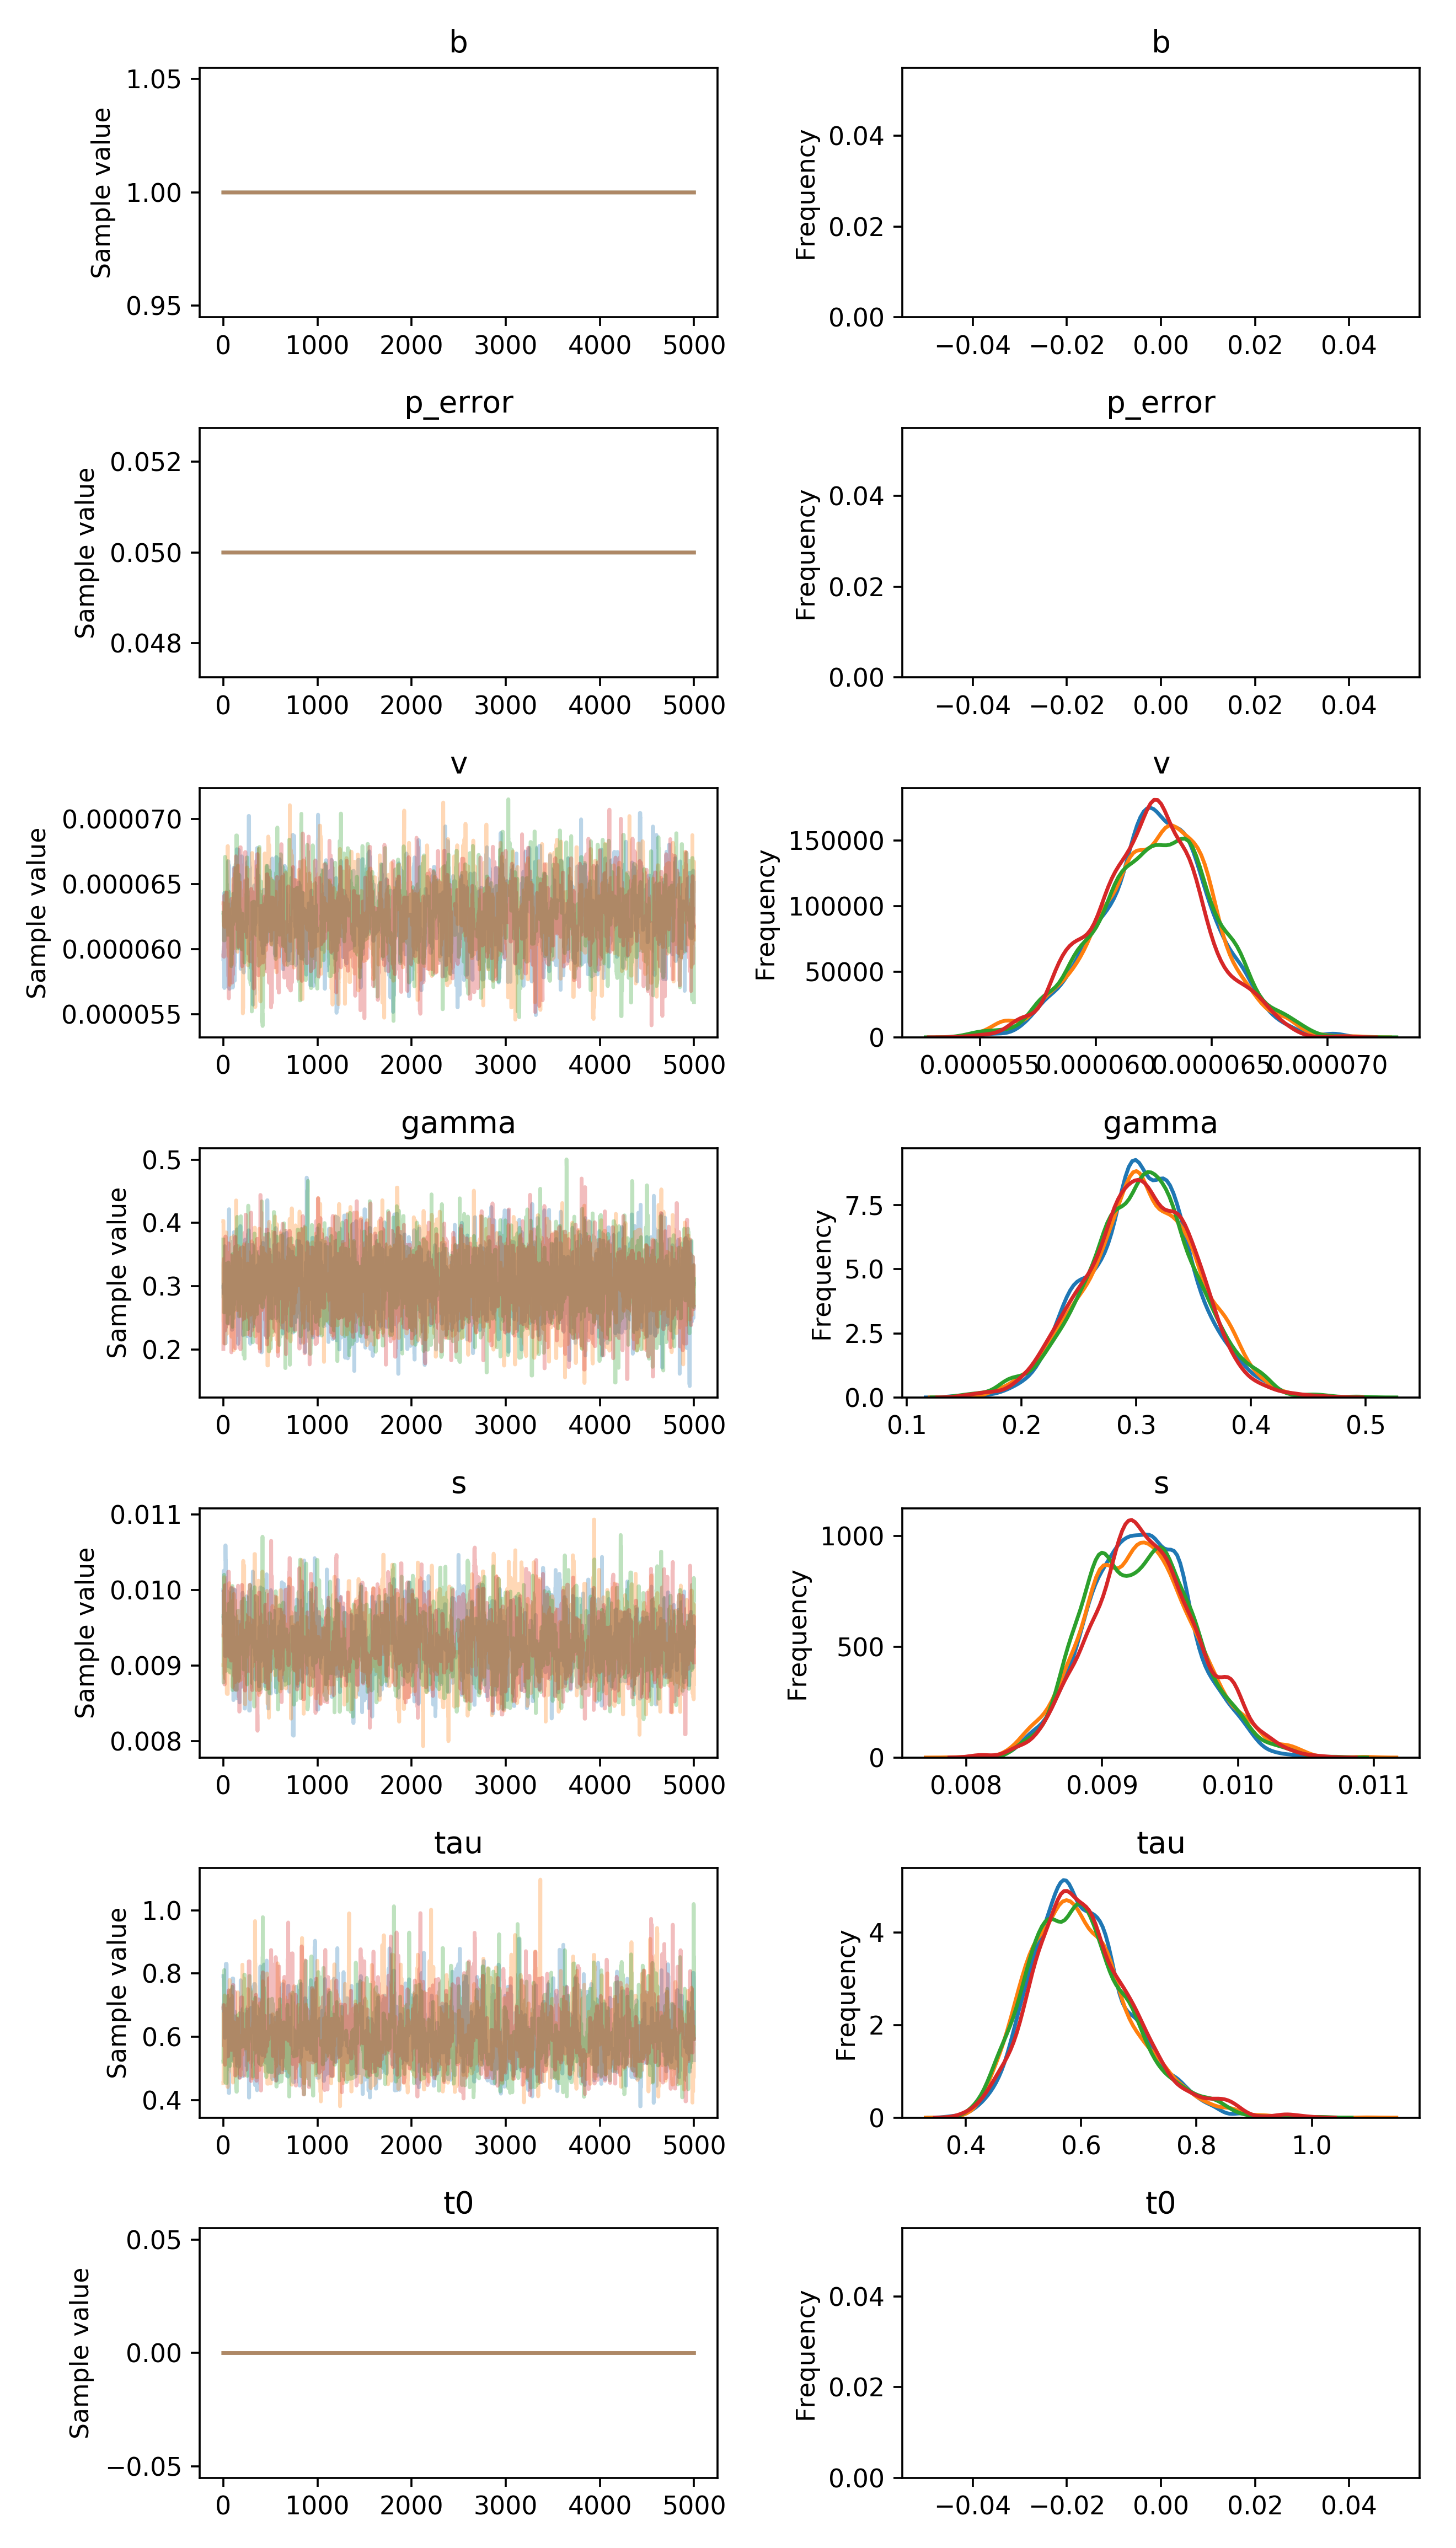 b b
Sample value 1.05 1.00 0.95 Frequency 0.04 0.02 0.00
0 1000 2000 3000 4000 5000 −0.04 −0.02 0.00 0.02 0.04
p_error p_error
Sample value 0.052 0.050 0.048 Frequency 0.04 0.02 0.00
0 1000 2000 3000 4000 5000 −0.04 −0.02 0.00 0.02 0.04
v v
Sample value 0.000070 0.000065 0.000060 0.000055 Frequency 150000 100000 50000 0
0 1000 2000 3000 4000 5000 0.000055 0.000060 0.000065 0.000070
gamma gamma
Sample value 0.5 0.4 0.3 0.2 Frequency 7.5 5.0 2.5 0.0
0 1000 2000 3000 4000 5000 0.1 0.2 0.3 0.4 0.5
s s
Sample value 0.011 0.010 0.009 0.008 Frequency 1000 500 0
0 1000 2000 3000 4000 5000 0.008 0.009 0.010 0.011
tau tau
Sample value 1.0 0.8 0.6 0.4 Frequency 4 2 0
0 1000 2000 3000 4000 5000 0.4 0.6 0.8 1.0
t0 t0
Sample value 0.05 0.00 −0.05 Frequency 0.04 0.02 0.00
0 1000 2000 3000 4000 5000 −0.04 −0.02 0.00 0.02 0.04